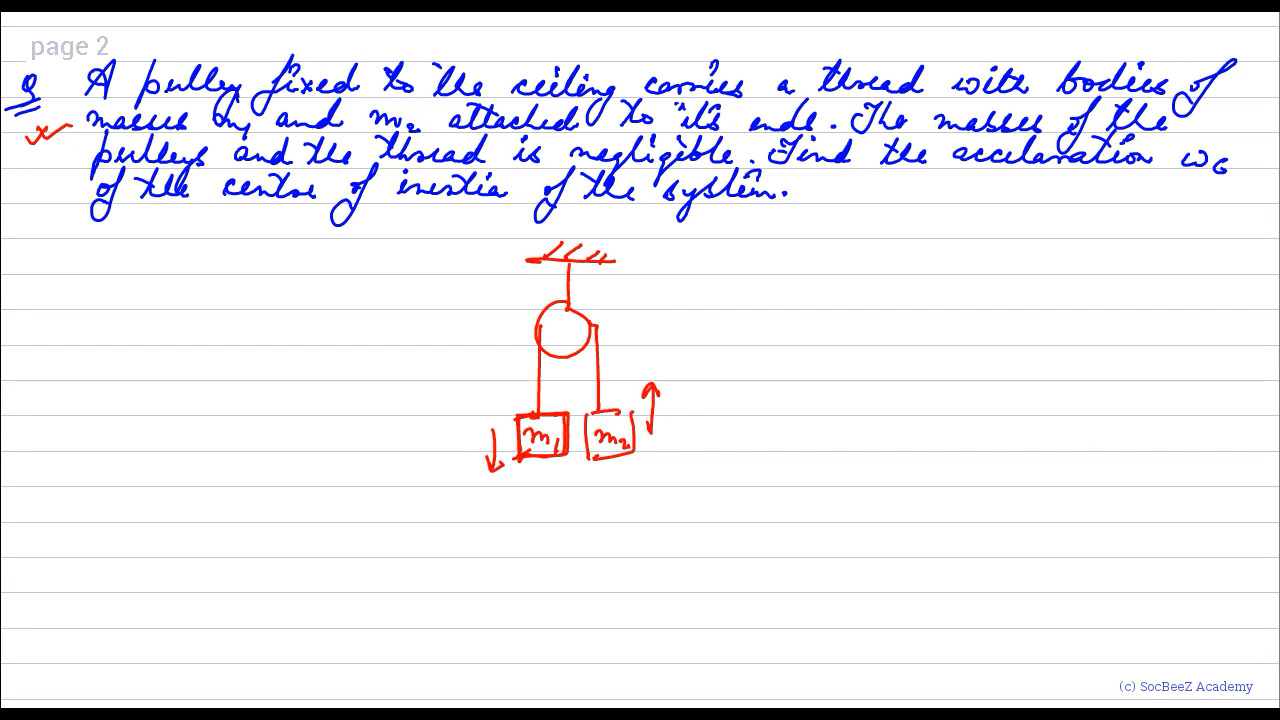 page 2
Q A pulley fixed to the ceiling carries a thread with bodies of
masses m₁ and m₂ attached to it's ends. The masses of the
pulleys and the thread is negligible. Find the accelaration ωG
of the centre of inertia of the system.
m₁ m₂
(c) SocBeeZ Academy